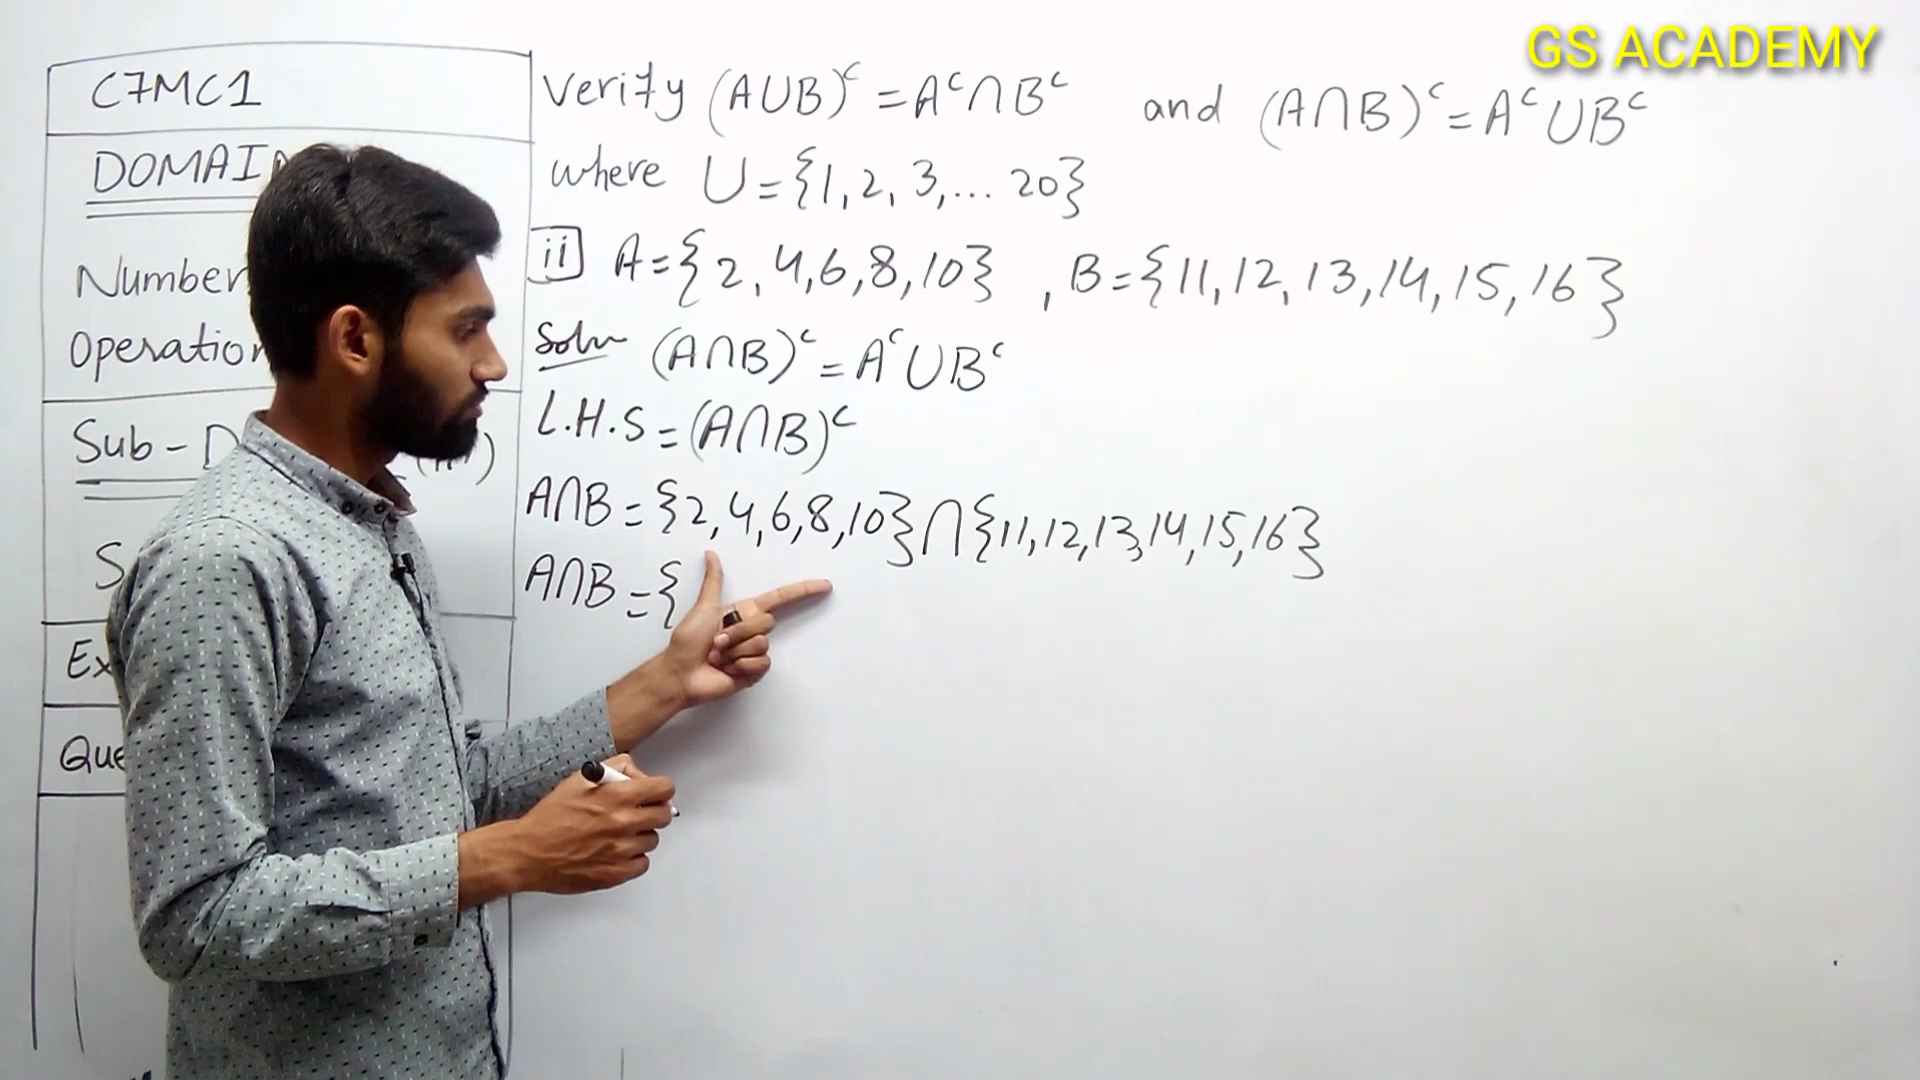 GS ACADEMY
C7MC1
DOMAI
Number
Operatio
Sub - D
S
Ex
Que
Verify (A∪B)ᶜ = Aᶜ∩Bᶜ and (A∩B)ᶜ = Aᶜ∪Bᶜ
where U = {1, 2, 3, ... 20}
ii A = {2, 4, 6, 8, 10} , B = {11, 12, 13, 14, 15, 16}
Soln (A∩B)ᶜ = Aᶜ∪Bᶜ
L.H.S = (A∩B)ᶜ
A∩B = {2, 4, 6, 8, 10} ∩ {11, 12, 13, 14, 15, 16}
A∩B = {